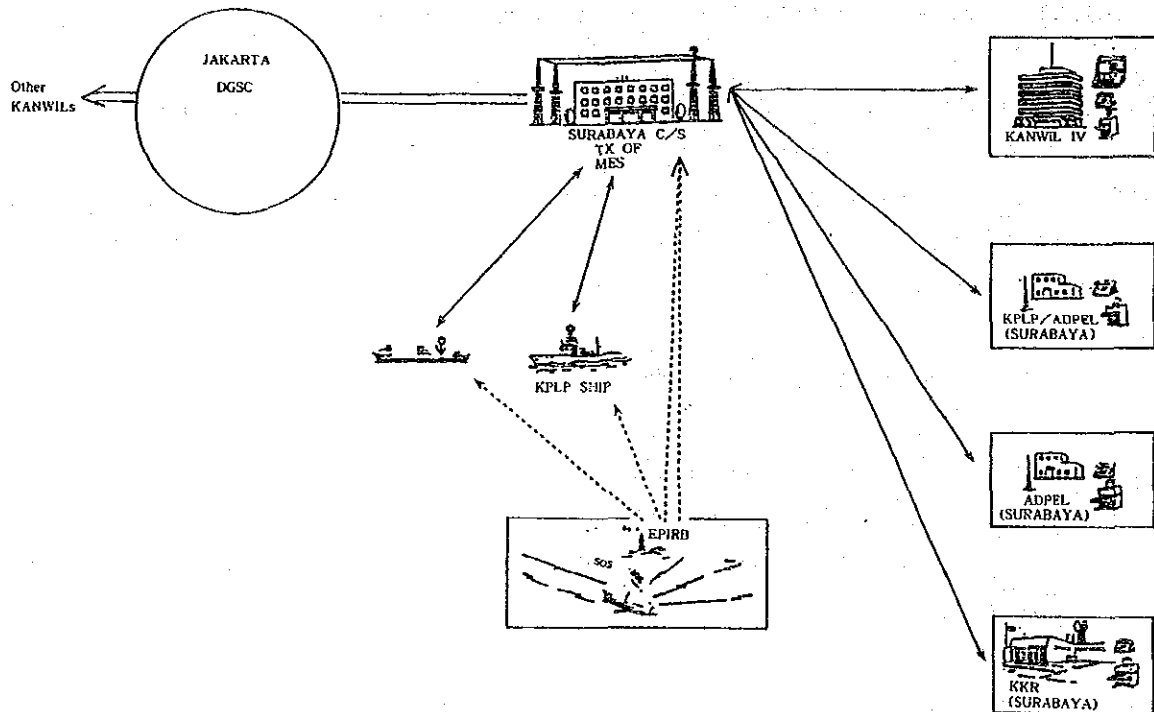 Other
KANWILs
JAKARTA
DGSC
SURABAYA C/S
TX OF
MES
KANWIL IV
KPLP/ADPEL
(SURABAYA)
KPLP SHIP
ADPEL
(SURABAYA)
EPIRB
SOS
KKR
(SURABAYA)